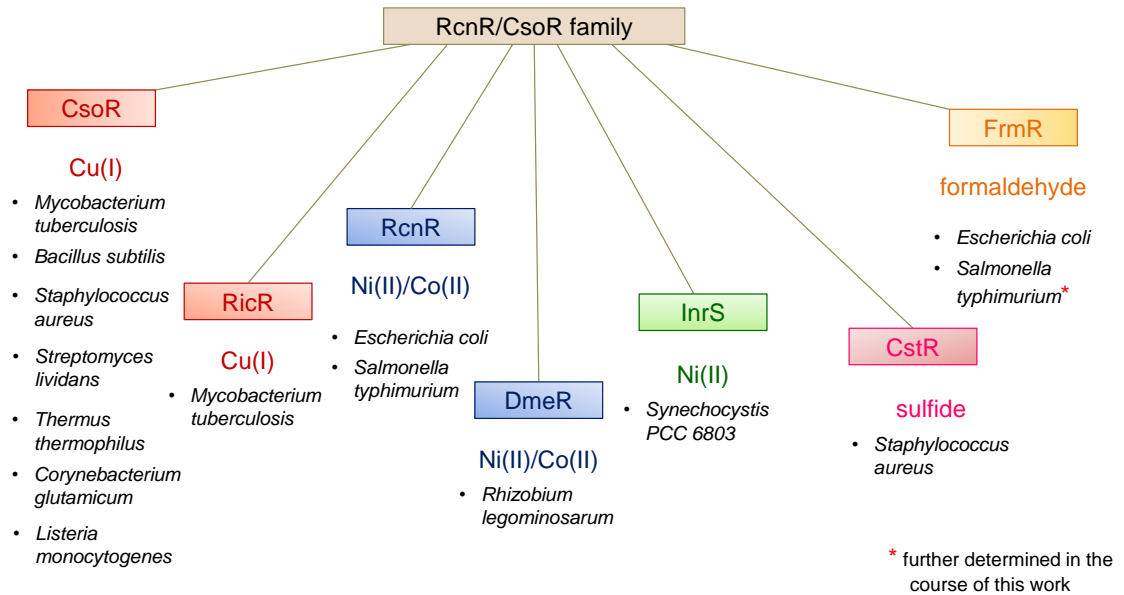 RcnR/CsoR family
CsoR
Cu(I)
• Mycobacterium
tuberculosis
• Bacillus subtilis
• Staphylococcus
aureus
• Streptomyces
lividans
• Thermus
thermophilus
• Corynebacterium
glutamicum
• Listeria
monocytogenes
RicR
Cu(I)
• Mycobacterium
tuberculosis
RcnR
Ni(II)/Co(II)
• Escherichia coli
• Salmonella
typhimurium
DmeR
Ni(II)/Co(II)
• Rhizobium
legominosarum
InrS
Ni(II)
• Synechocystis
PCC 6803
CstR
sulfide
• Staphylococcus
aureus
FrmR
formaldehyde
• Escherichia coli
• Salmonella
typhimurium*
* further determined in the
course of this work